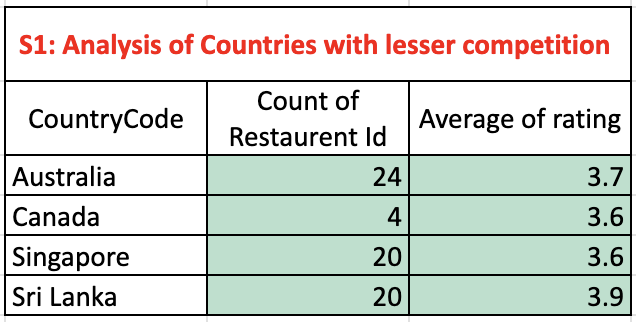 S1: Analysis of Countries with lesser competition
CountryCode Count of Restaurent Id Average of rating
Australia 24 3.7
Canada 4 3.6
Singapore 20 3.6
Sri Lanka 20 3.9